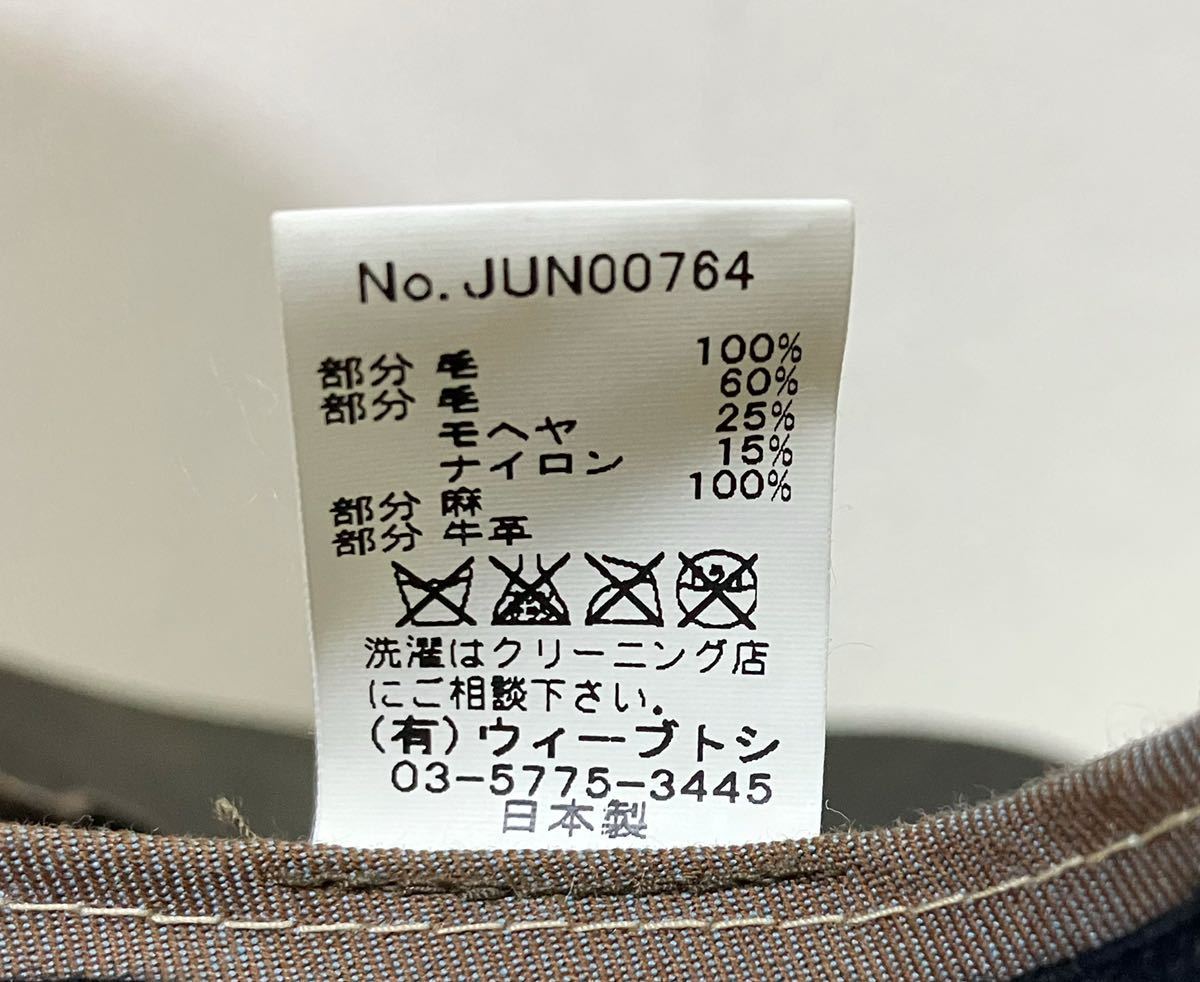 No.JUN00764
部分 毛 100%
部分 毛 60%
モヘヤ 25%
ナイロン 15%
部分 麻 100%
部分 牛革
洗濯はクリーニング店
にご相談下さい.
(有)ウィーブトシ
03-5775-3445
日本製